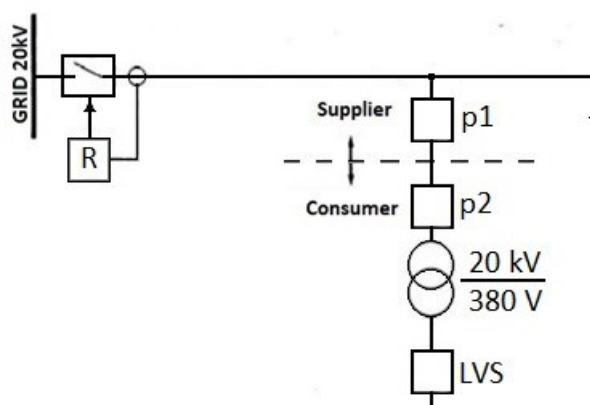 GRID 20kV
R
Supplier
p1
Consumer
p2
20 kV
380 V
LVS